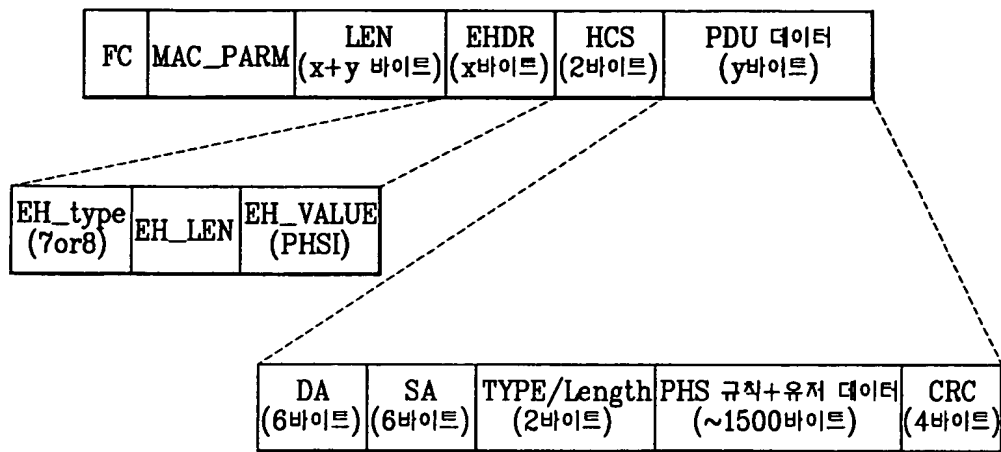 FC
MAC_PARM
LEN
(x+y 바이트)
EHDR
(x바이트)
HCS
(2바이트)
PDU 데이터
(y바이트)
EH_type
(7or8)
EH_LEN
EH_VALUE
(PHSI)
DA
(6바이트)
SA
(6바이트)
TYPE/Length
(2바이트)
PHS 규칙+유저 데이터
(~1500바이트)
CRC
(4바이트)